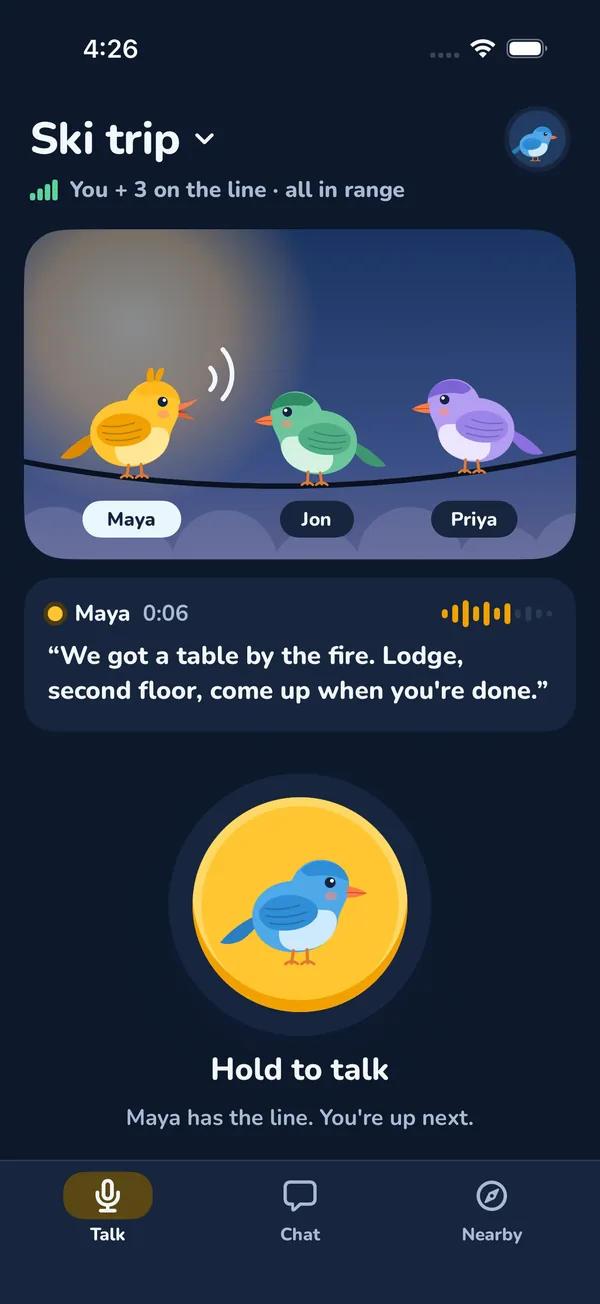 4:26
Ski trip
You + 3 on the line · all in range
Maya
Jon
Priya
Maya 0:06
“We got a table by the fire. Lodge,
second floor, come up when you're done.”
Hold to talk
Maya has the line. You're up next.
Talk
Chat
Nearby